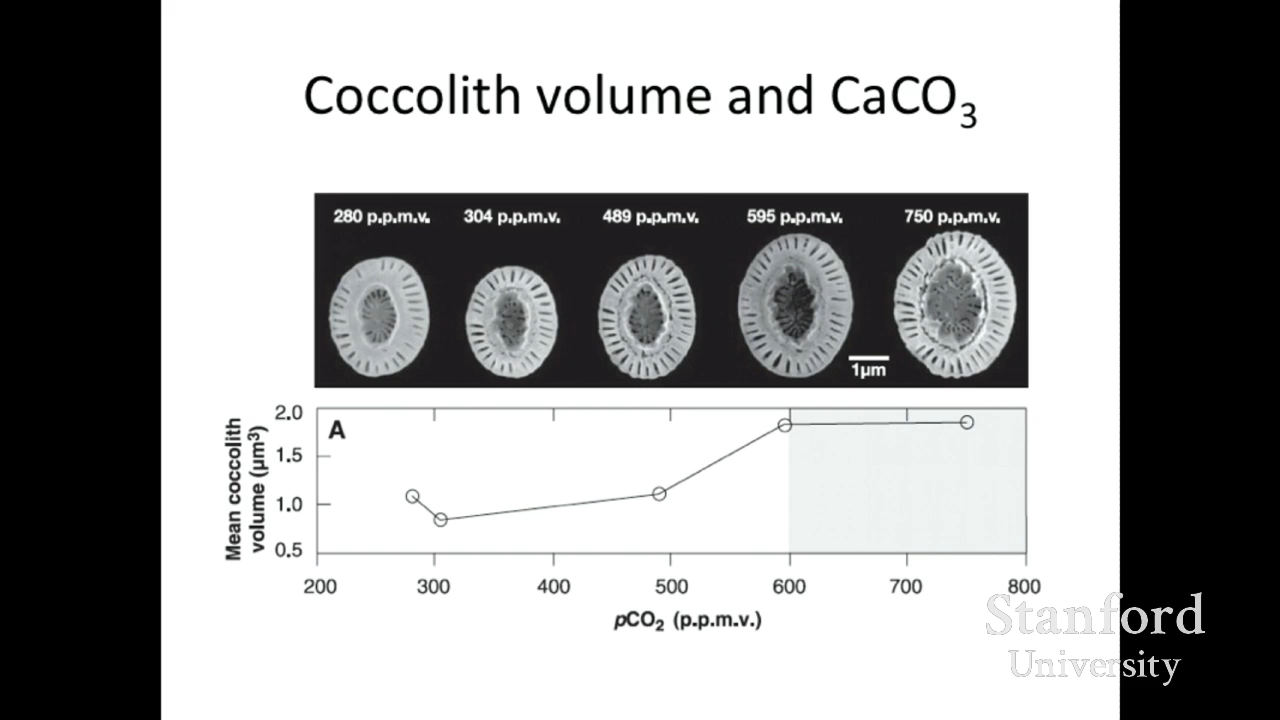 Coccolith volume and CaCO₃
280 p.p.m.v. 304 p.p.m.v. 489 p.p.m.v. 595 p.p.m.v. 750 p.p.m.v.
1µm
A
Mean coccolith
volume (µm³)
2.0
1.5
1.0
0.5
200 300 400 500 600 700 800
pCO₂ (p.p.m.v.)
Stanford
University